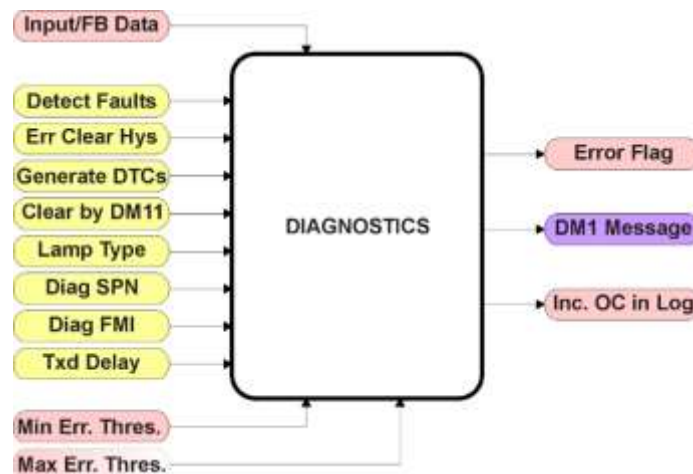 Input/FB Data
Detect Faults
Err Clear Hys
Generate DTCs
Clear by DM11
Lamp Type
Diag SPN
Diag FMI
Txd Delay
Min Err. Thres.
Max Err. Thres.
DIAGNOSTICS
Error Flag
DM1 Message
Inc. OC in Log